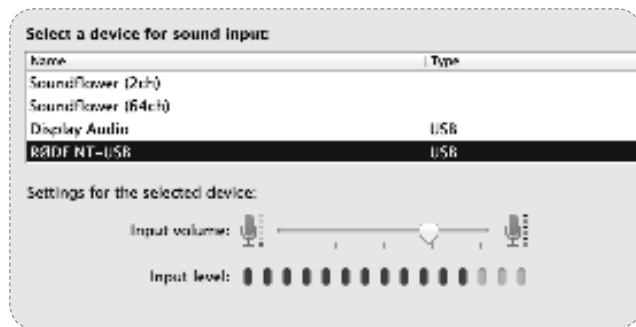 Select a device for sound input:
Name Type
SoundFlower (2ch)
SoundFlower (64ch)
Display Audio USB
RØDE NT-USB USB
Settings for the selected device:
Input volume:
Input level: